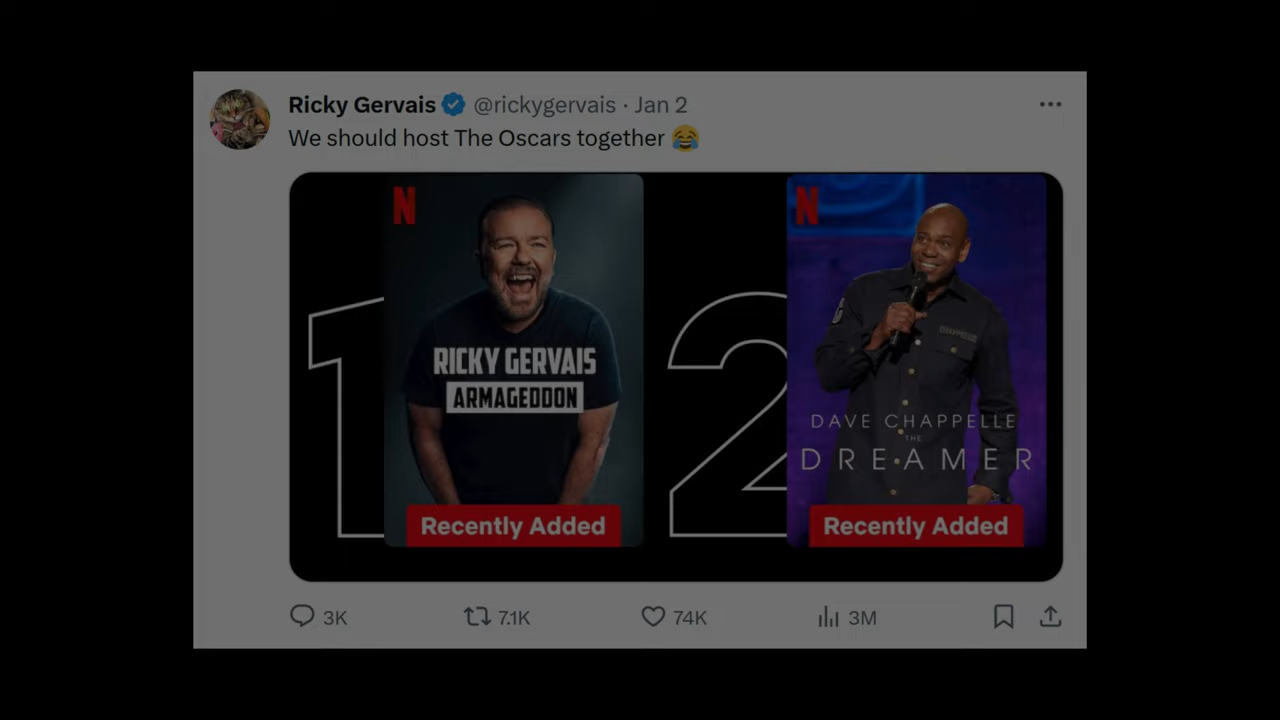 Ricky Gervais @rickygervais · Jan 2
We should host The Oscars together 😂
N
1
RICKY GERVAIS
ARMAGEDDON
Recently Added
N
2
DAVE CHAPPELLE
THE
DREAMER
Recently Added
3K 7.1K 74K 3M